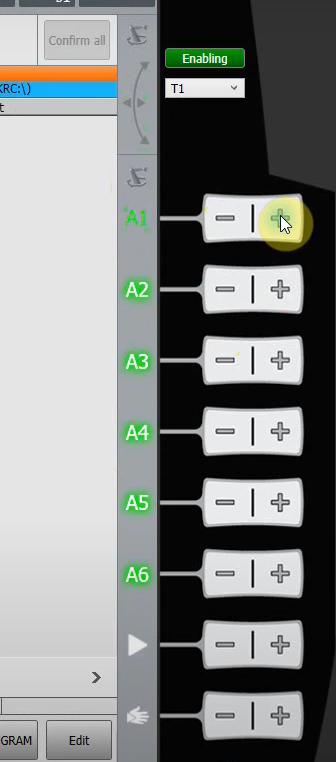 Confirm all
Enabling
T1
KRC:\)
t
A1
A2
A3
A4
A5
A6
GRAM
Edit